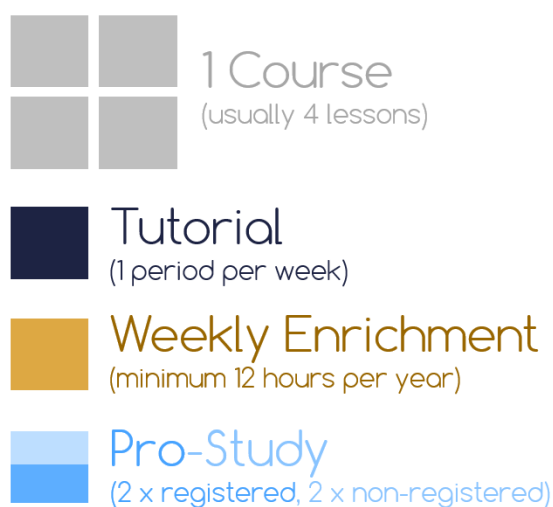 1 Course
(usually 4 lessons)
Tutorial
(1 period per week)
Weekly Enrichment
(minimum 12 hours per year)
Pro-Study
(2 x registered, 2 x non-registered)